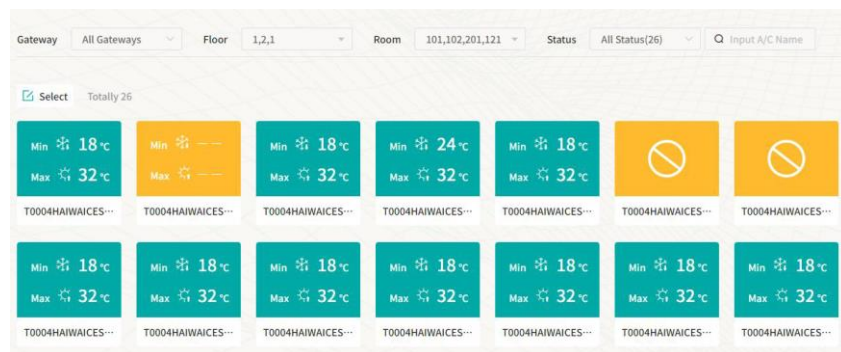 Gateway All Gateways Floor 1,2,1 Room 101,102,201,121 Status All Status(26) Input A/C Name
Select Totally 26
Min 18℃ Min -- Min 18℃ Min 24℃ Min 18℃
Max 32℃ Max -- Max 32℃ Max 32℃ Max 32℃
T0004HAIWAICES… T0004HAIWAICES… T0004HAIWAICES… T0004HAIWAICES… T0004HAIWAICES… T0004HAIWAICES… T0004HAIWAICES…
Min 18℃ Min 18℃ Min 18℃ Min 18℃ Min 18℃ Min 18℃ Min 18℃
Max 32℃ Max 32℃ Max 32℃ Max 32℃ Max 32℃ Max 32℃ Max 32℃
T0004HAIWAICES… T0004HAIWAICES… T0004HAIWAICES… T0004HAIWAICES… T0004HAIWAICES… T0004HAIWAICES… T0004HAIWAICES…